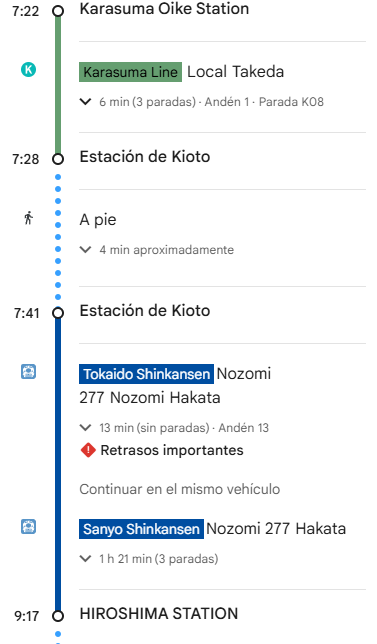 7:22 Karasuma Oike Station
K Karasuma Line Local Takeda
6 min (3 paradas) · Andén 1 · Parada K08
7:28 Estación de Kioto
A pie
4 min aproximadamente
7:41 Estación de Kioto
Tokaido Shinkansen Nozomi
277 Nozomi Hakata
13 min (sin paradas) · Andén 13
! Retrasos importantes
Continuar en el mismo vehículo
Sanyo Shinkansen Nozomi 277 Hakata
1 h 21 min (3 paradas)
9:17 HIROSHIMA STATION